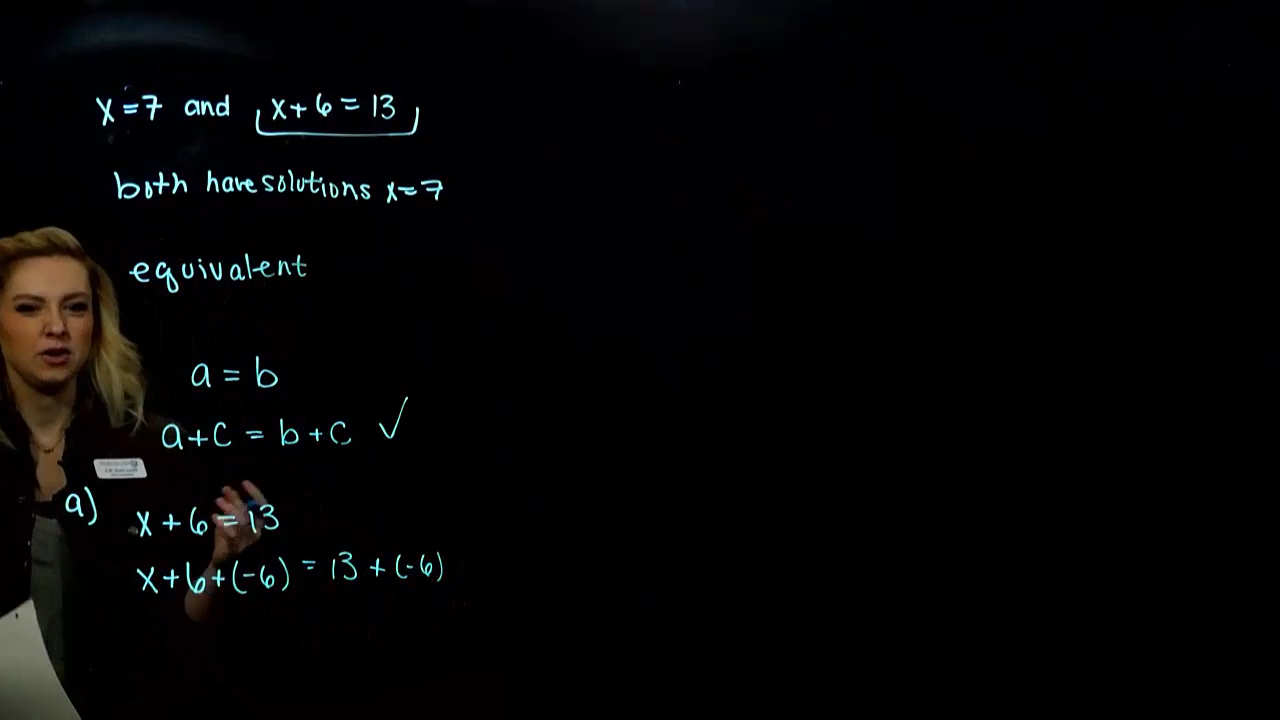 x = 7 and x + 6 = 13
both have solutions x = 7
equivalent
a = b
a + c = b + c ✓
a) x + 6 = 13
x + 6 + (-6) = 13 + (-6)